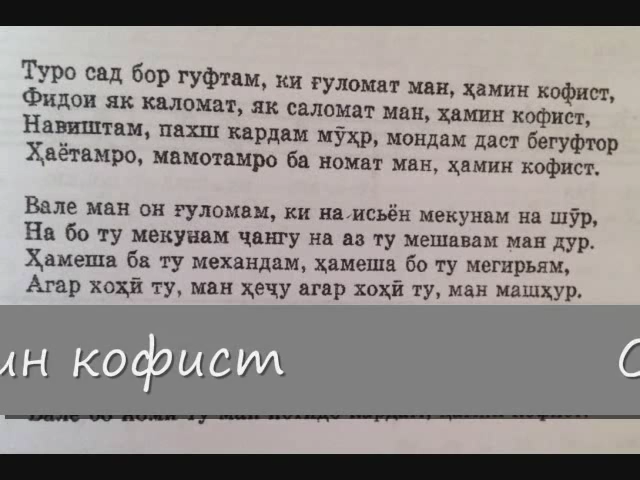 Туро сад бор гуфтам, ки ғуломат ман, ҳамин кофист,
Фидои як каломат, як саломат ман, ҳамин кофист,
Навиштам, пахш кардам мӯҳр, мондам даст бегуфтор
Ҳаётамро, мамотамро ба номат ман, ҳамин кофист.
Вале ман он ғуломам, ки на исьён мекунам на шӯр,
На бо ту мекунам ҷангу на аз ту мешавам ман дур.
Ҳамеша ба ту механдам, ҳамеша бо ту мегирьям,
Агар хоҳӣ ту, ман ҳеҷу агар хоҳӣ ту, ман машҳур.
ин кофист С